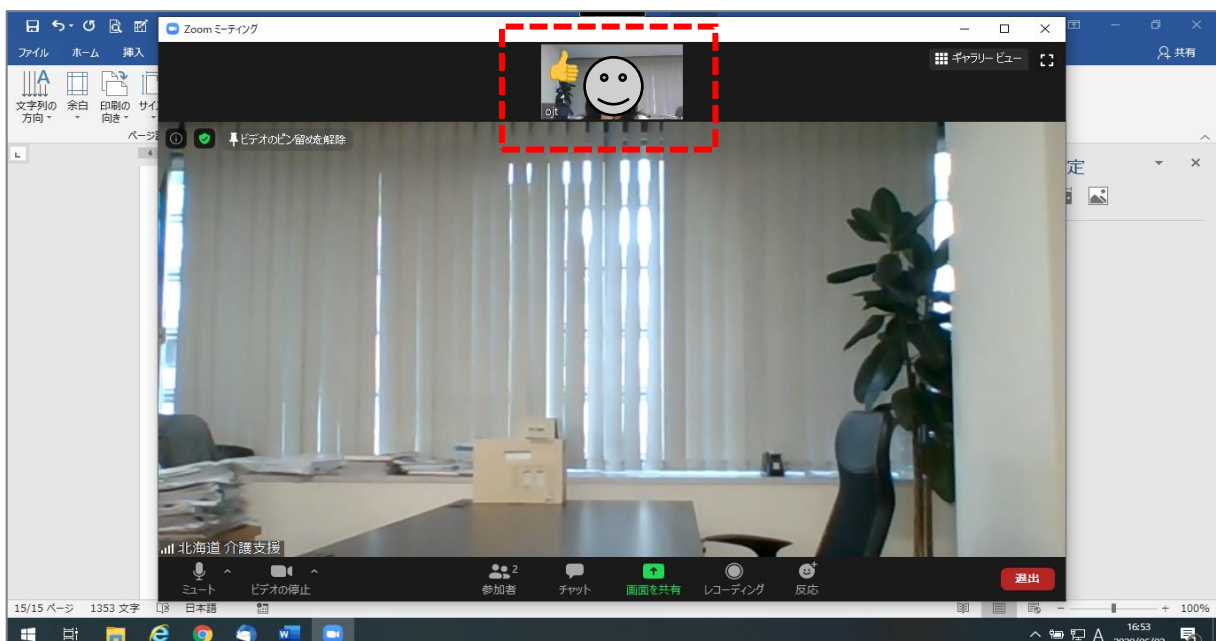 Zoom ミーティング
ファイル ホーム 挿入
共有
ギャラリー ビュー
文字列の方向 余白 印刷の向き
ojt
ビデオのピン留めを解除
L 4
定
北海道 介護支援
ミュート ビデオの停止 参加者 2 チャット 画面を共有 レコーディング 反応 退出
15/15 ページ 1353 文字 日本語 100%
A 16:53